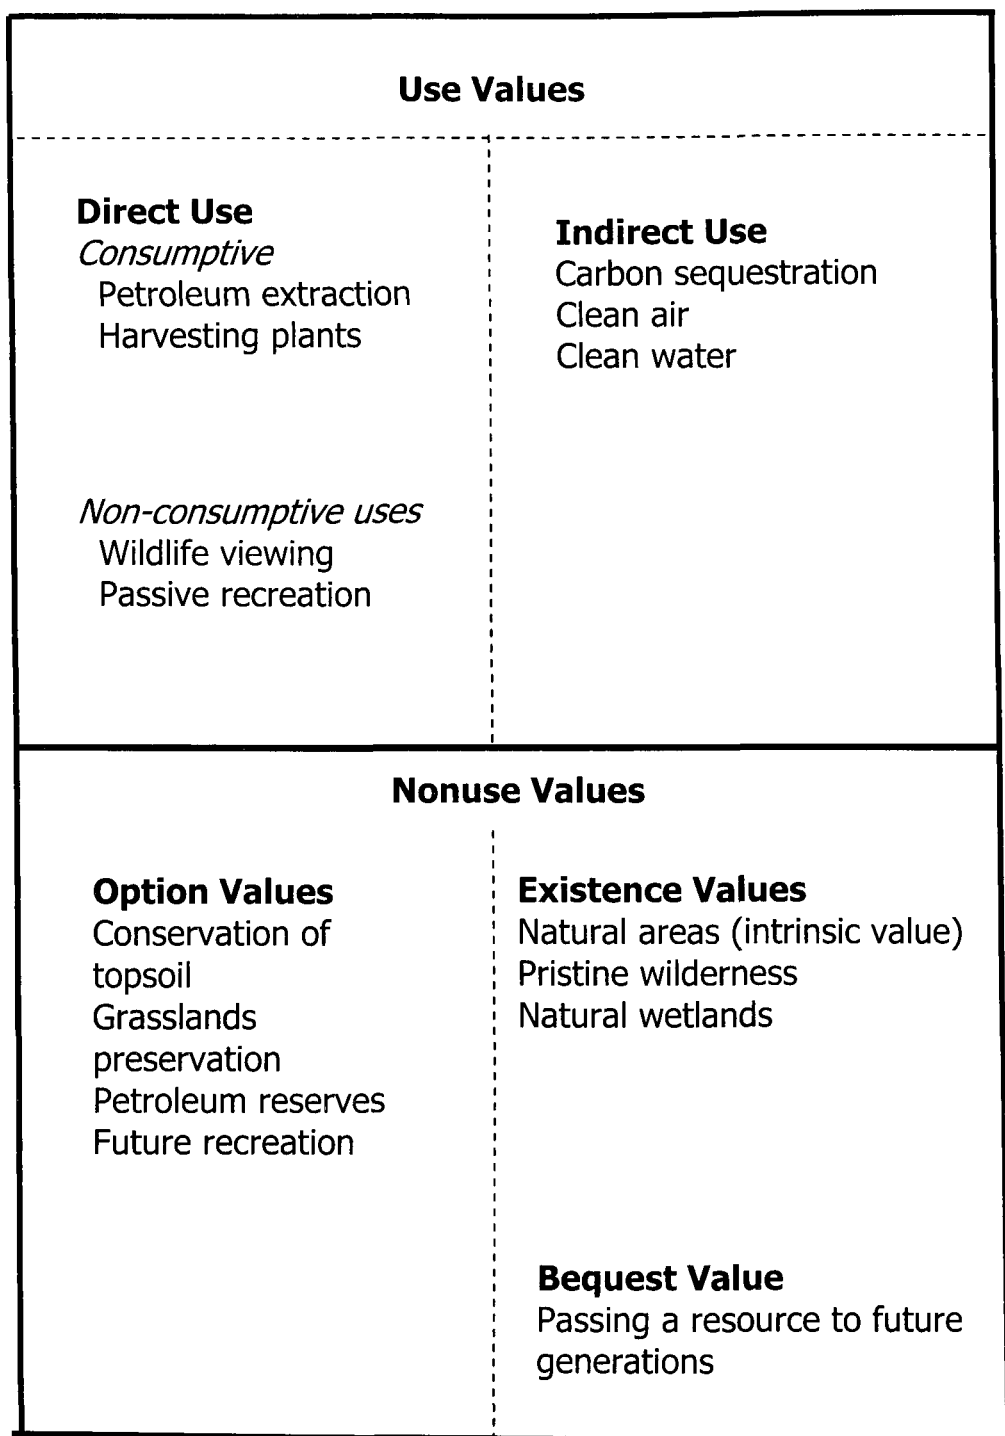 Use Values
Direct Use
Consumptive
Petroleum extraction
Harvesting plants
Non-consumptive uses
Wildlife viewing
Passive recreation
Indirect Use
Carbon sequestration
Clean air
Clean water
Nonuse Values
Option Values
Conservation of
topsoil
Grasslands
preservation
Petroleum reserves
Future recreation
Existence Values
Natural areas (intrinsic value)
Pristine wilderness
Natural wetlands
Bequest Value
Passing a resource to future
generations